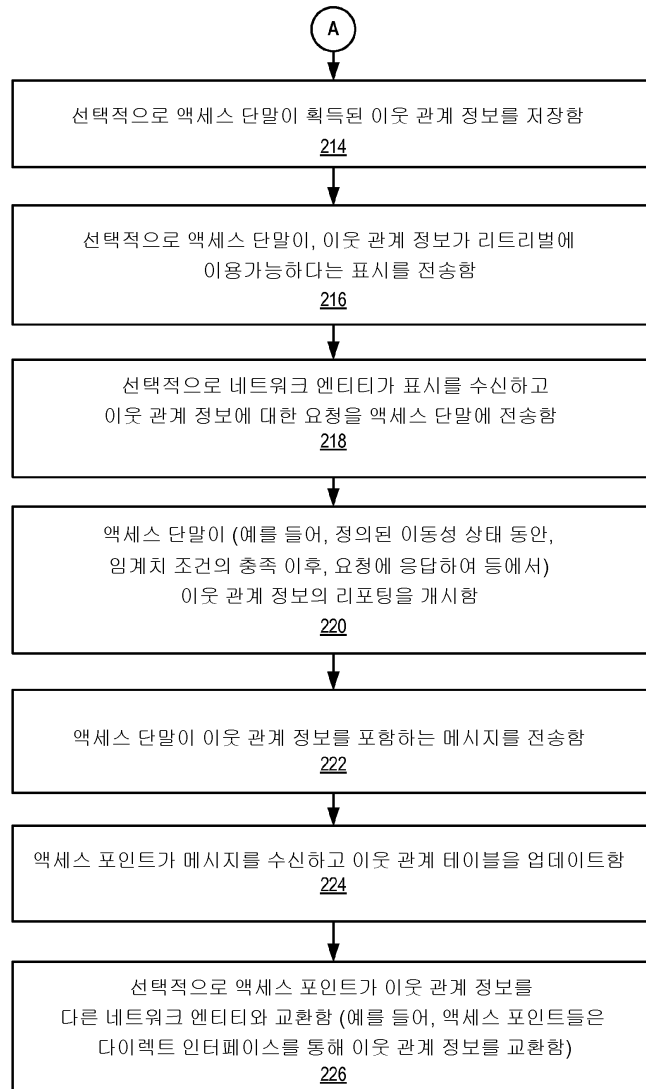 A
선택적으로 액세스 단말이 획득된 이웃 관계 정보를 저장함
214
선택적으로 액세스 단말이, 이웃 관계 정보가 리트리벌에
이용가능하다는 표시를 전송함
216
선택적으로 네트워크 엔티티가 표시를 수신하고
이웃 관계 정보에 대한 요청을 액세스 단말에 전송함
218
액세스 단말이 (예를 들어, 정의된 이동성 상태 동안,
임계치 조건의 충족 이후, 요청에 응답하여 등에서)
이웃 관계 정보의 리포팅을 개시함
220
액세스 단말이 이웃 관계 정보를 포함하는 메시지를 전송함
222
액세스 포인트가 메시지를 수신하고 이웃 관계 테이블을 업데이트함
224
선택적으로 액세스 포인트가 이웃 관계 정보를
다른 네트워크 엔티티와 교환함 (예를 들어, 액세스 포인트들은
다이렉트 인터페이스를 통해 이웃 관계 정보를 교환함)
226